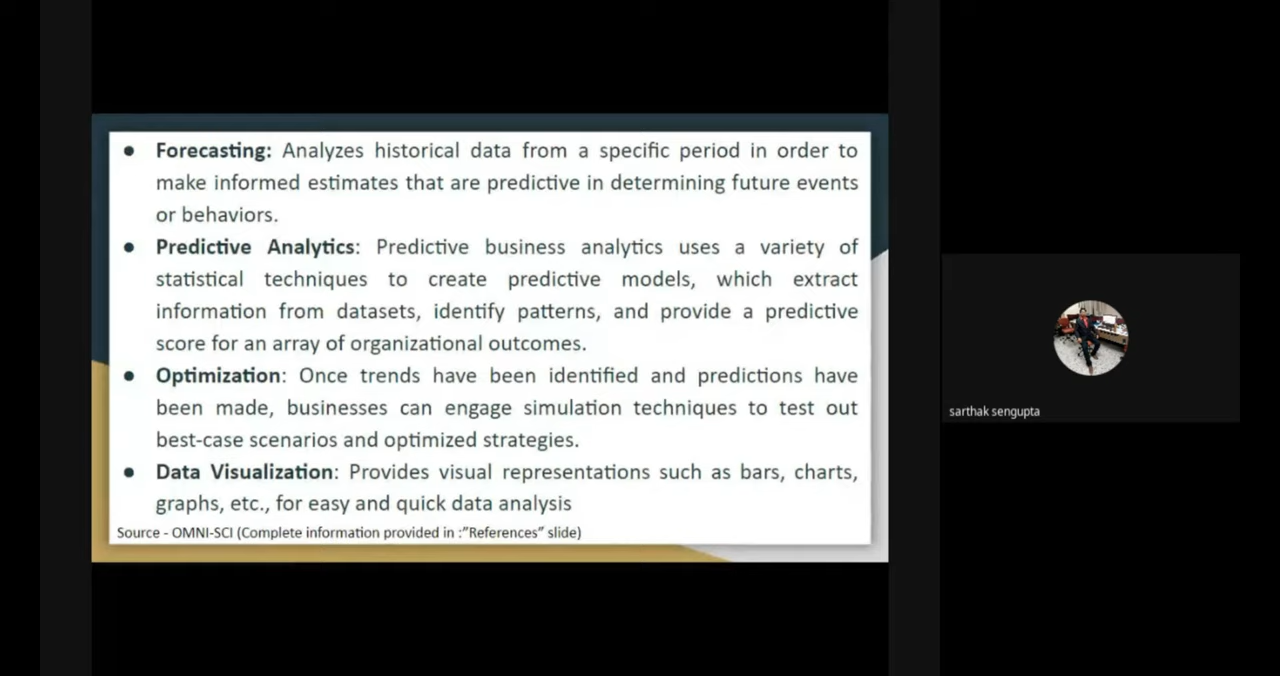 ● Forecasting: Analyzes historical data from a specific period in order to
make informed estimates that are predictive in determining future events
or behaviors.
● Predictive Analytics: Predictive business analytics uses a variety of
statistical techniques to create predictive models, which extract
information from datasets, identify patterns, and provide a predictive
score for an array of organizational outcomes.
● Optimization: Once trends have been identified and predictions have
been made, businesses can engage simulation techniques to test out
best-case scenarios and optimized strategies.
● Data Visualization: Provides visual representations such as bars, charts,
graphs, etc., for easy and quick data analysis
Source - OMNI-SCI (Complete information provided in :”References” slide)
sarthak sengupta